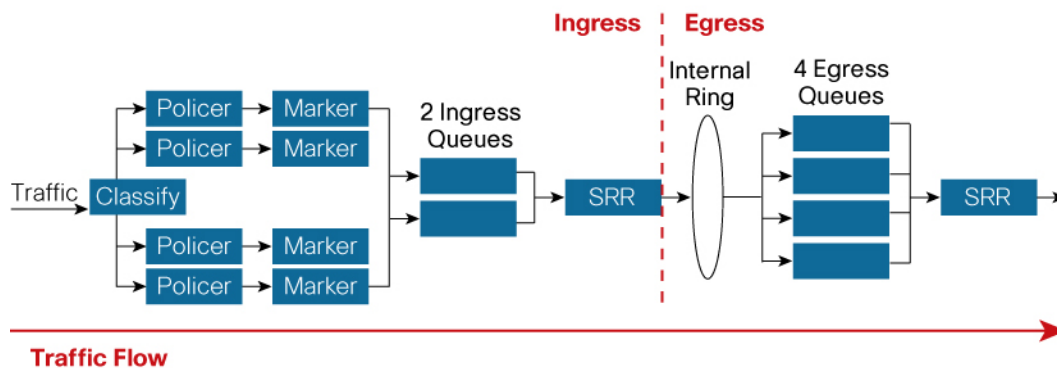 Ingress
Egress
Internal
Ring
4 Egress
Queues
2 Ingress
Queues
Policer
Marker
Policer
Marker
Traffic
Classify
SRR
SRR
Policer
Marker
Policer
Marker
Traffic Flow